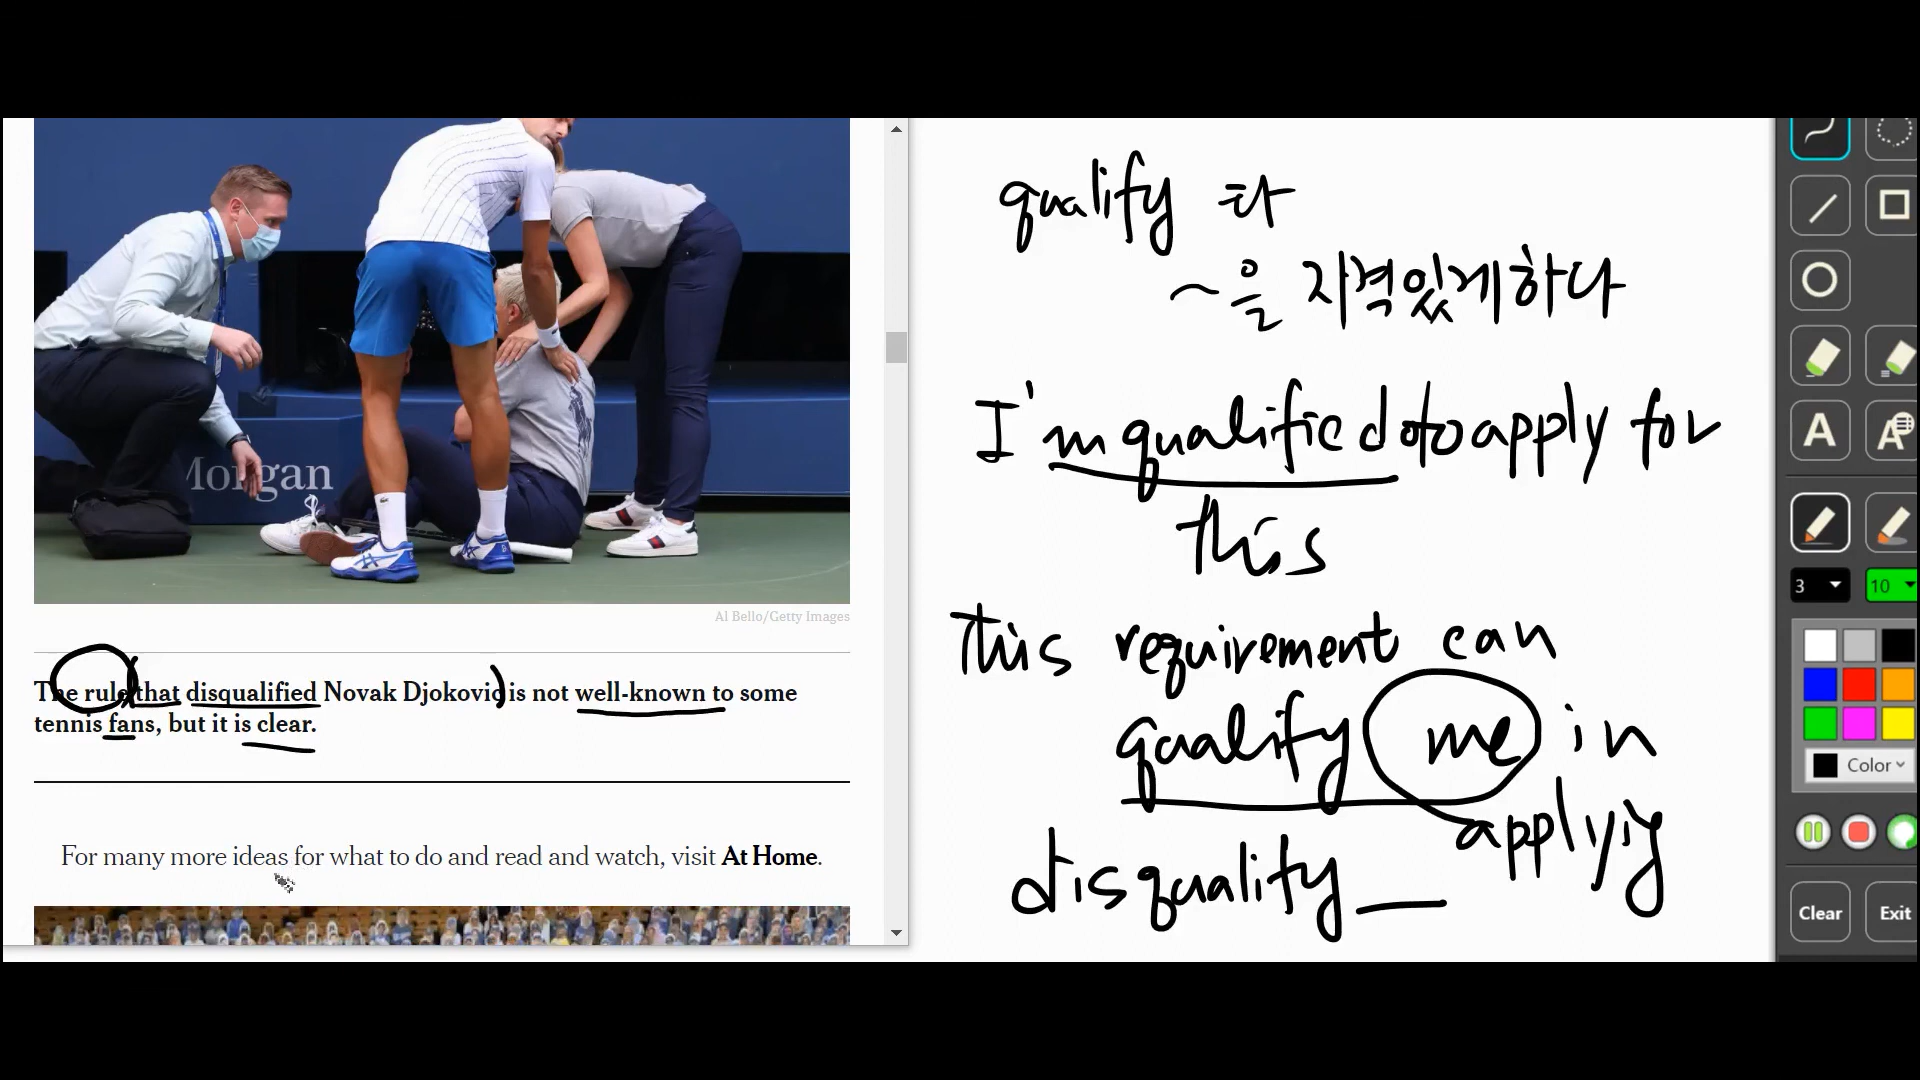 Morgan
Al Bello/Getty Images
The rule that disqualified Novak Djokovic is not well-known to some
tennis fans, but it is clear.
For many more ideas for what to do and read and watch, visit At Home.
qualify 타
~을 자격있게하다
I'm qualified to apply for
this
This requirement can
qualify me in
applying
disqualify
A
A
3
10
Color
Clear
Exit